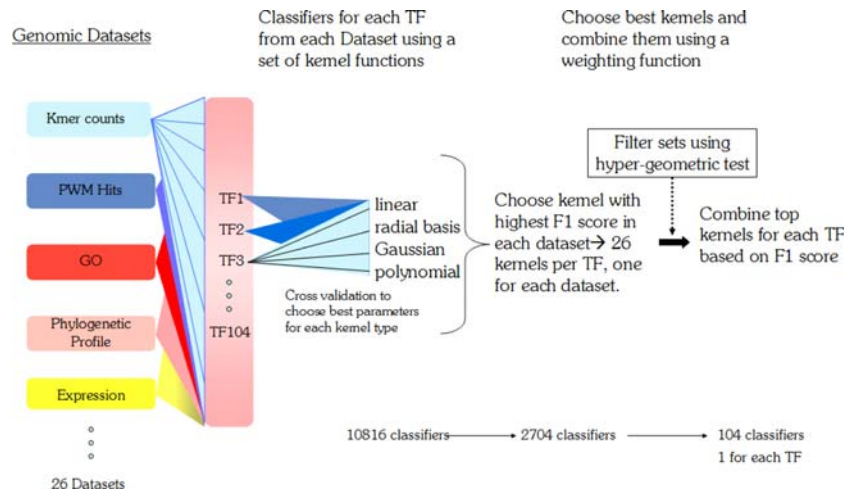 Genomic Datasets
Classifiers for each TF
from each Dataset using a
set of kernel functions
Choose best kernels and
combine them using a
weighting function
Kmer counts
PWM Hits
GO
Phylogenetic
Profile
Expression
26 Datasets
TF1
TF2
TF3
TF104
linear
radial basis
Gaussian
polynomial
Cross validation to
choose best parameters
for each kernel type
Choose kernel with
highest F1 score in
each dataset→ 26
kernels per TF, one
for each dataset.
Filter sets using
hyper-geometric test
Combine top
kernels for each TF
based on F1 score
10816 classifiers
2704 classifiers
104 classifiers
1 for each TF